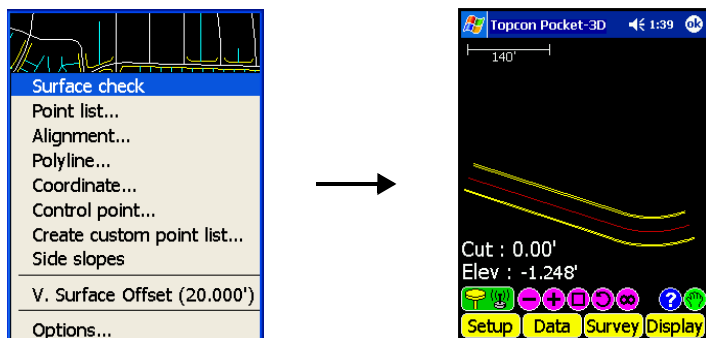 Surface check
Point list...
Alignment...
Polyline...
Coordinate...
Control point...
Create custom point list...
Side slopes
V. Surface Offset (20.000')
Options...
Topcon Pocket-3D 1:39 ok
140'
Cut : 0.00'
Elev : -1.248'
?
Setup Data Survey Display